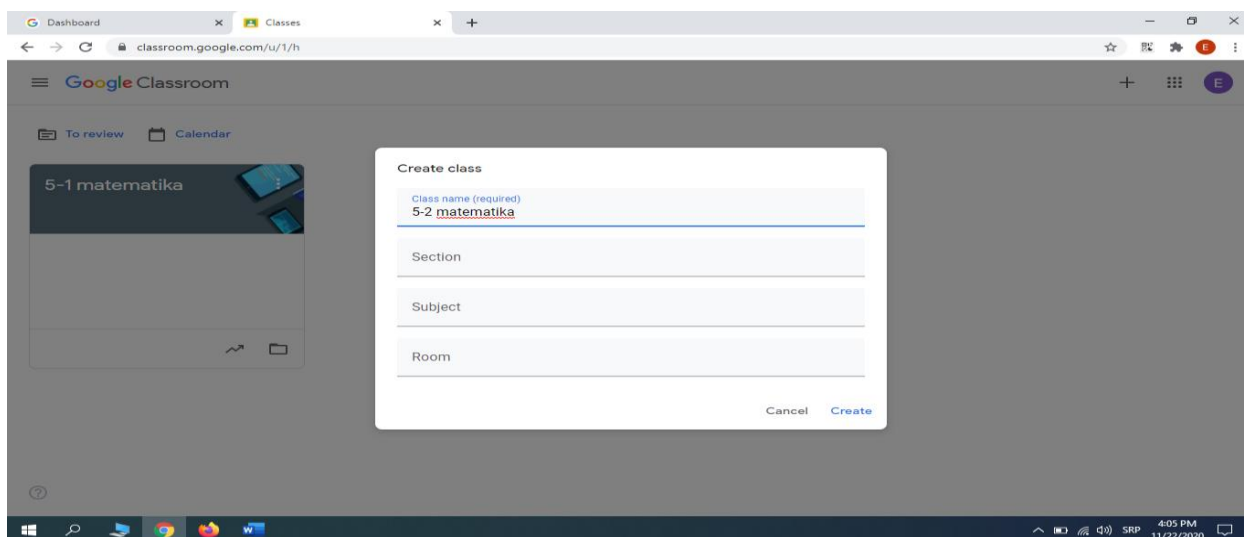 Dashboard
Classes
classroom.google.com/u/1/h
E
Google Classroom
E
To review
Calendar
5-1 matematika
Create class
Class name (required)
5-2 matematika
Section
Subject
Room
Cancel Create
SRP
4:05 PM
11/22/2020